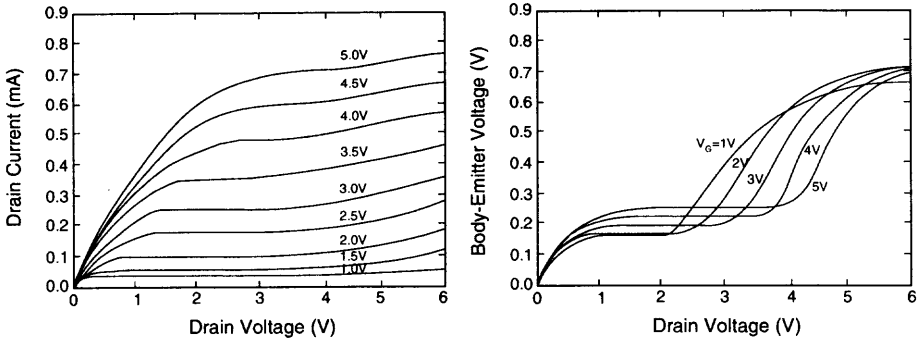 Drain Current (mA)
0.9
0.8
0.7
0.6
0.5
0.4
0.3
0.2
0.1
0.0
5.0V
4.5V
4.0V
3.5V
3.0V
2.5V
2.0V
1.5V
1.0V
0 1 2 3 4 5 6
Drain Voltage (V)
Body-Emitter Voltage (V)
0.9
0.8
0.7
0.6
0.5
0.4
0.3
0.2
0.1
0.0
VG=1V
2V
3V
4V
5V
0 1 2 3 4 5 6
Drain Voltage (V)